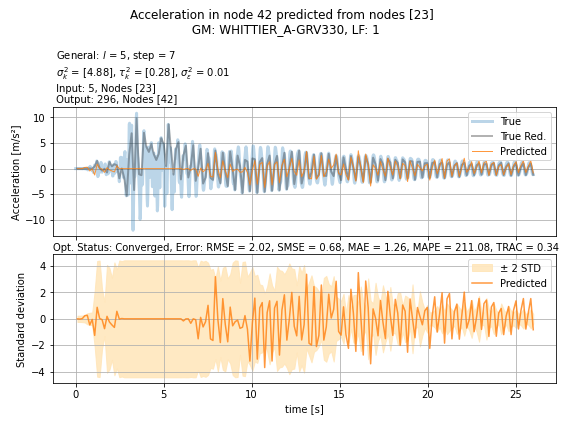 Acceleration in node 42 predicted from nodes [23]
GM: WHITTIER_A-GRV330, LF: 1
General: l = 5, step = 7
σ²ₖ = [4.88], τ²ₖ = [0.28], σ²ε = 0.01
Input: 5, Nodes [23]
Output: 296, Nodes [42]
Acceleration [m/s²]
10
5
0
−5
−10
True
True Red.
Predicted
Opt. Status: Converged, Error: RMSE = 2.02, SMSE = 0.68, MAE = 1.26, MAPE = 211.08, TRAC = 0.34
Standard deviation
4
2
0
−2
−4
± 2 STD
Predicted
0 5 10 15 20 25
time [s]